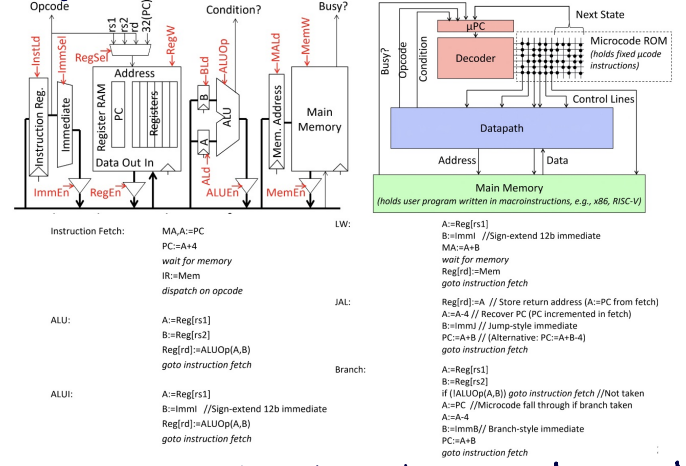 Opcode
Condition?
Busy?
rs1
rs2
rd
32(PC)
InstLd
ImmSel
RegSel
RegW
BLd
ALUOp
MALd
MemW
Instruction Reg.
Immediate
Register RAM
Address
PC
Registers
Data Out In
B
A
ALU
Mem. Address
Main
Memory
ALd
ImmEn
RegEn
ALUEn
MemEn
Busy?
Opcode
Condition
µPC
Next State
Decoder
Microcode ROM
(holds fixed µcode
instructions)
Control Lines
Datapath
Address
Data
Main Memory
(holds user program written in macroinstructions, e.g., x86, RISC-V)
Instruction Fetch: MA,A:=PC
PC:=A+4
wait for memory
IR:=Mem
dispatch on opcode
ALU: A:=Reg[rs1]
B:=Reg[rs2]
Reg[rd]:=ALUOp(A,B)
goto instruction fetch
ALUI: A:=Reg[rs1]
B:=ImmI //Sign-extend 12b immediate
Reg[rd]:=ALUOp(A,B)
goto instruction fetch
LW: A:=Reg[rs1]
B:=ImmI //Sign-extend 12b immediate
MA:=A+B
wait for memory
Reg[rd]:=Mem
goto instruction fetch
JAL: Reg[rd]:=A // Store return address (A:=PC from fetch)
A:=A-4 // Recover PC (PC incremented in fetch)
B:=ImmJ // Jump-style immediate
PC:=A+B // (Alternative: PC:=A+B-4)
goto instruction fetch
Branch: A:=Reg[rs1]
B:=Reg[rs2]
if (!ALUOp(A,B)) goto instruction fetch //Not taken
A:=PC //Microcode fall through if branch taken
A:=A-4
B:=ImmB// Branch-style immediate
PC:=A+B
goto instruction fetch